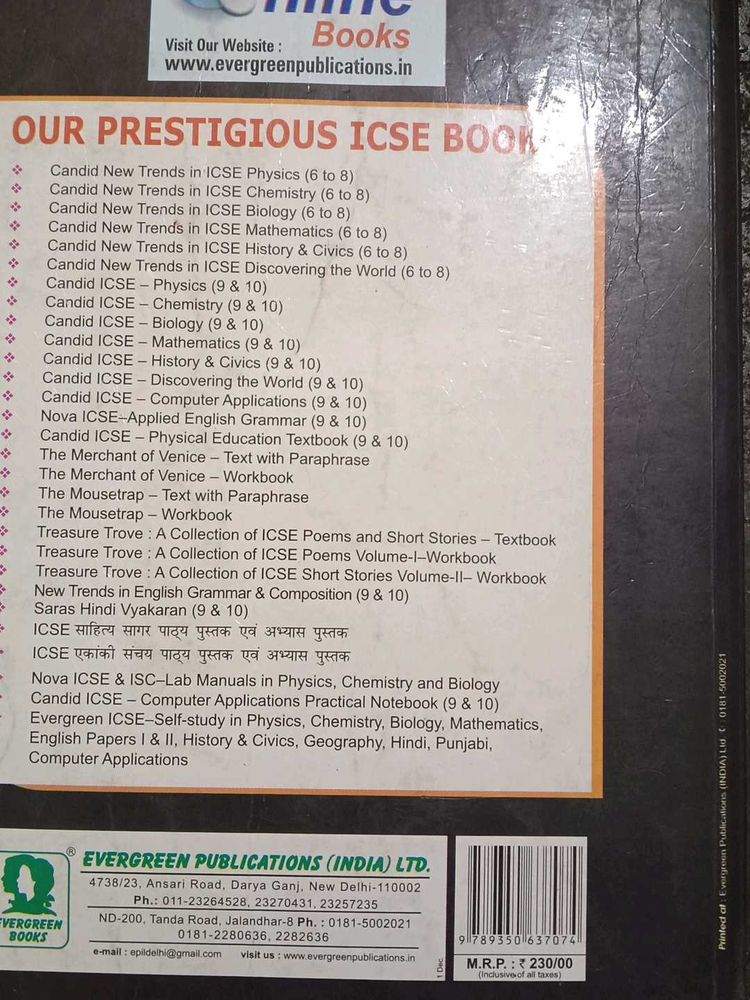 Books
Visit Our Website :
www.evergreenpublications.in
OUR PRESTIGIOUS ICSE BOOK
❖ Candid New Trends in ICSE Physics (6 to 8)
❖ Candid New Trends in ICSE Chemistry (6 to 8)
❖ Candid New Trends in ICSE Biology (6 to 8)
❖ Candid New Trends in ICSE Mathematics (6 to 8)
❖ Candid New Trends in ICSE History & Civics (6 to 8)
❖ Candid New Trends in ICSE Discovering the World (6 to 8)
❖ Candid ICSE – Physics (9 & 10)
❖ Candid ICSE – Chemistry (9 & 10)
❖ Candid ICSE – Biology (9 & 10)
❖ Candid ICSE – Mathematics (9 & 10)
❖ Candid ICSE – History & Civics (9 & 10)
❖ Candid ICSE – Discovering the World (9 & 10)
❖ Candid ICSE – Computer Applications (9 & 10)
❖ Nova ICSE–Applied English Grammar (9 & 10)
❖ Candid ICSE – Physical Education Textbook (9 & 10)
❖ The Merchant of Venice – Text with Paraphrase
❖ The Merchant of Venice – Workbook
❖ The Mousetrap – Text with Paraphrase
❖ The Mousetrap – Workbook
❖ Treasure Trove : A Collection of ICSE Poems and Short Stories – Textbook
❖ Treasure Trove : A Collection of ICSE Poems Volume-I–Workbook
❖ Treasure Trove : A Collection of ICSE Short Stories Volume-II– Workbook
New Trends in English Grammar & Composition (9 & 10)
Saras Hindi Vyakaran (9 & 10)
ICSE साहित्य सागर पाठ्य पुस्तक एवं अभ्यास पुस्तक
ICSE एकांकी संचय पाठ्य पुस्तक एवं अभ्यास पुस्तक
Nova ICSE & ISC–Lab Manuals in Physics, Chemistry and Biology
Candid ICSE – Computer Applications Practical Notebook (9 & 10)
Evergreen ICSE–Self-study in Physics, Chemistry, Biology, Mathematics,
English Papers I & II, History & Civics, Geography, Hindi, Punjabi,
Computer Applications
®
EVERGREEN
BOOKS
EVERGREEN PUBLICATIONS (INDIA) LTD.
4738/23, Ansari Road, Darya Ganj, New Delhi-110002
Ph.: 011-23264528, 23270431, 23257235
ND-200, Tanda Road, Jalandhar-8 Ph. : 0181-5002021
0181-2280636, 2282636
e-mail : epildelhi@gmail.com visit us : www.evergreenpublications.in
1 Dec.
9 789350 637074
M.R.P. : ₹ 230/00
(Inclusive of all taxes)
Printed at : Evergreen Publications (INDIA) Ltd. ✆ : 0181-5002021